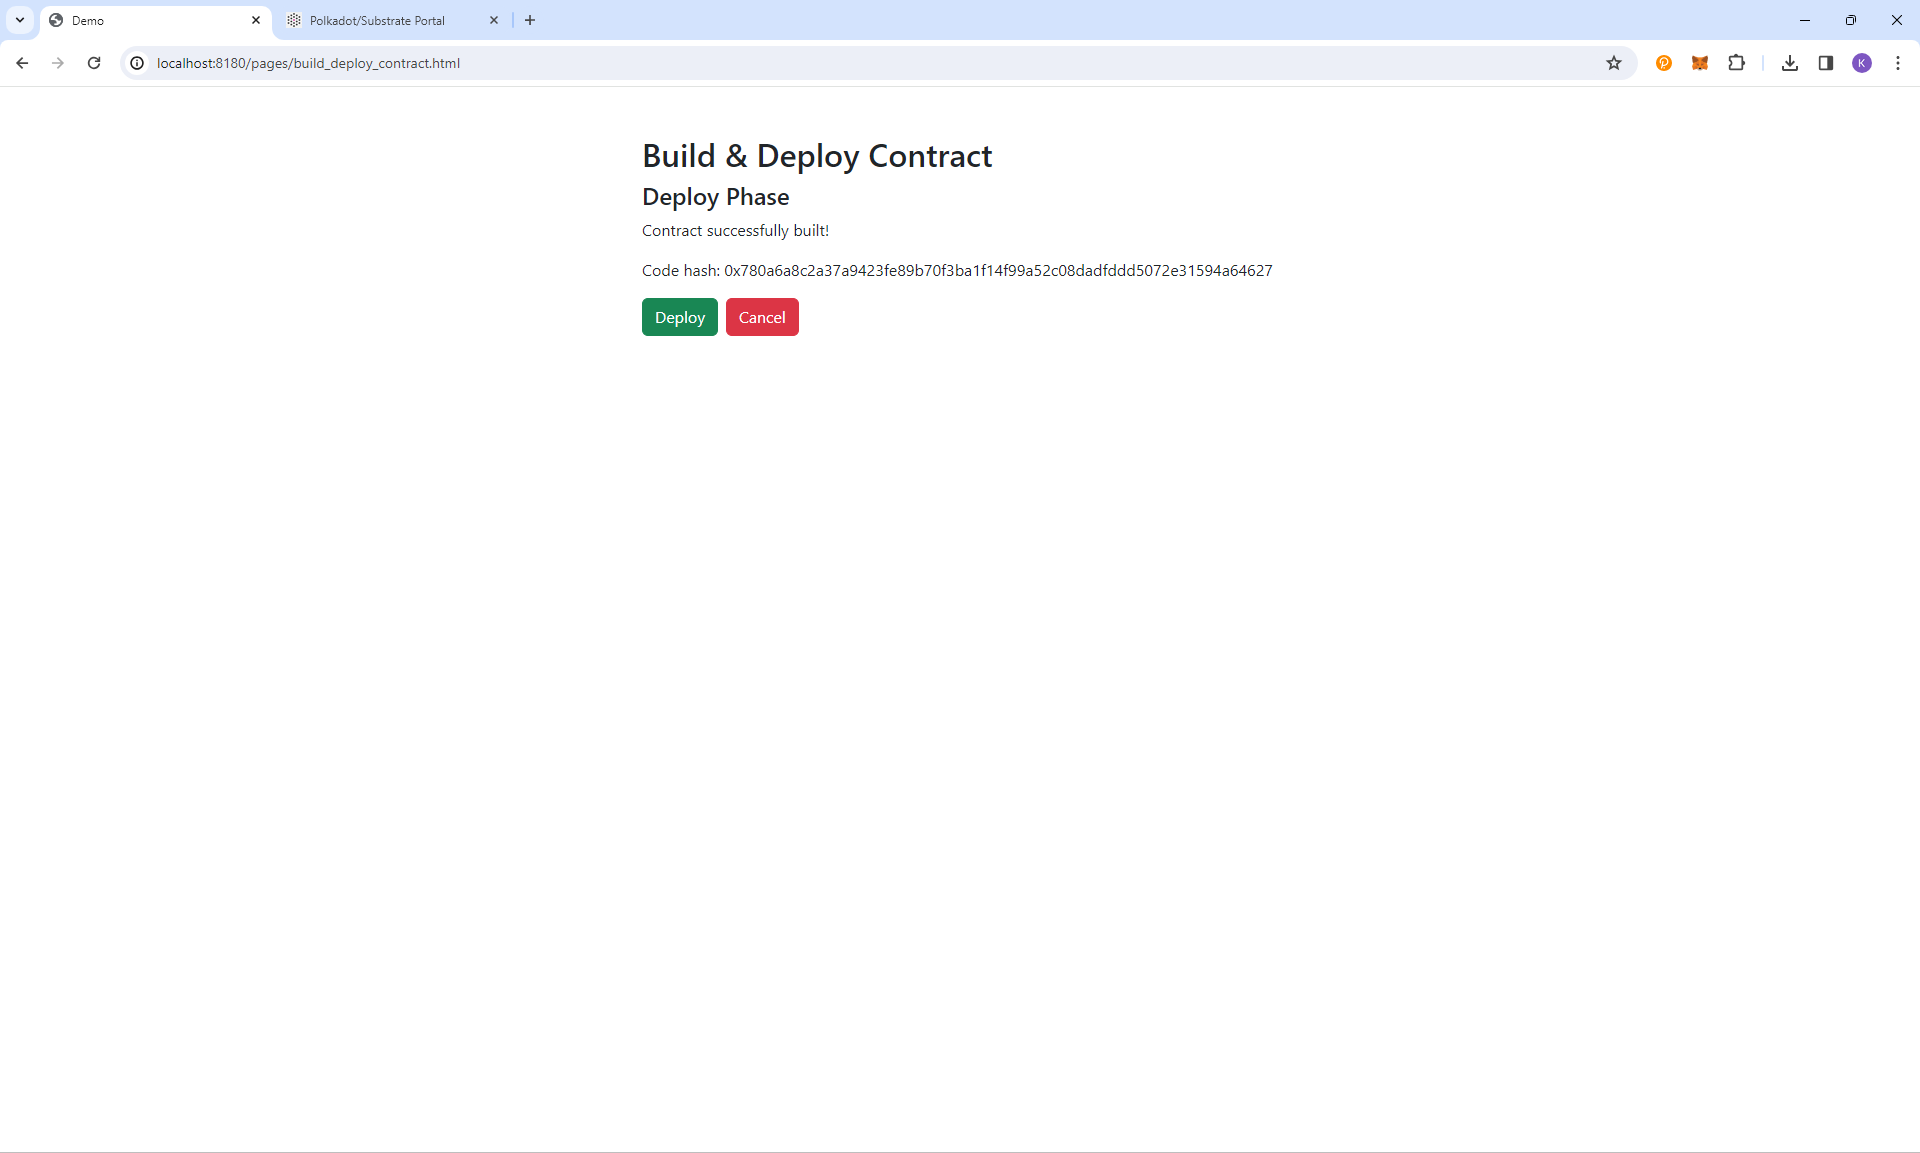 Demo
Polkadot/Substrate Portal
localhost:8180/pages/build_deploy_contract.html
K
Build & Deploy Contract
Deploy Phase
Contract successfully built!
Code hash: 0x780a6a8c2a37a9423fe89b70f3ba1f14f99a52c08dadfddd5072e31594a64627
Deploy
Cancel